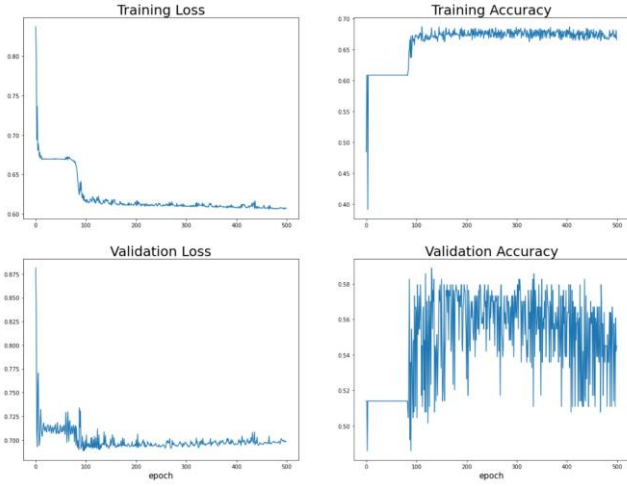 Training Loss
0.80
0.75
0.70
0.65
0.60
0 100 200 300 400 500
Training Accuracy
0.70
0.65
0.60
0.55
0.50
0.45
0.40
0 100 200 300 400 500
Validation Loss
0.875
0.850
0.825
0.800
0.775
0.750
0.725
0.700
0 100 200 300 400 500
epoch
Validation Accuracy
0.58
0.56
0.54
0.52
0.50
0 100 200 300 400 500
epoch